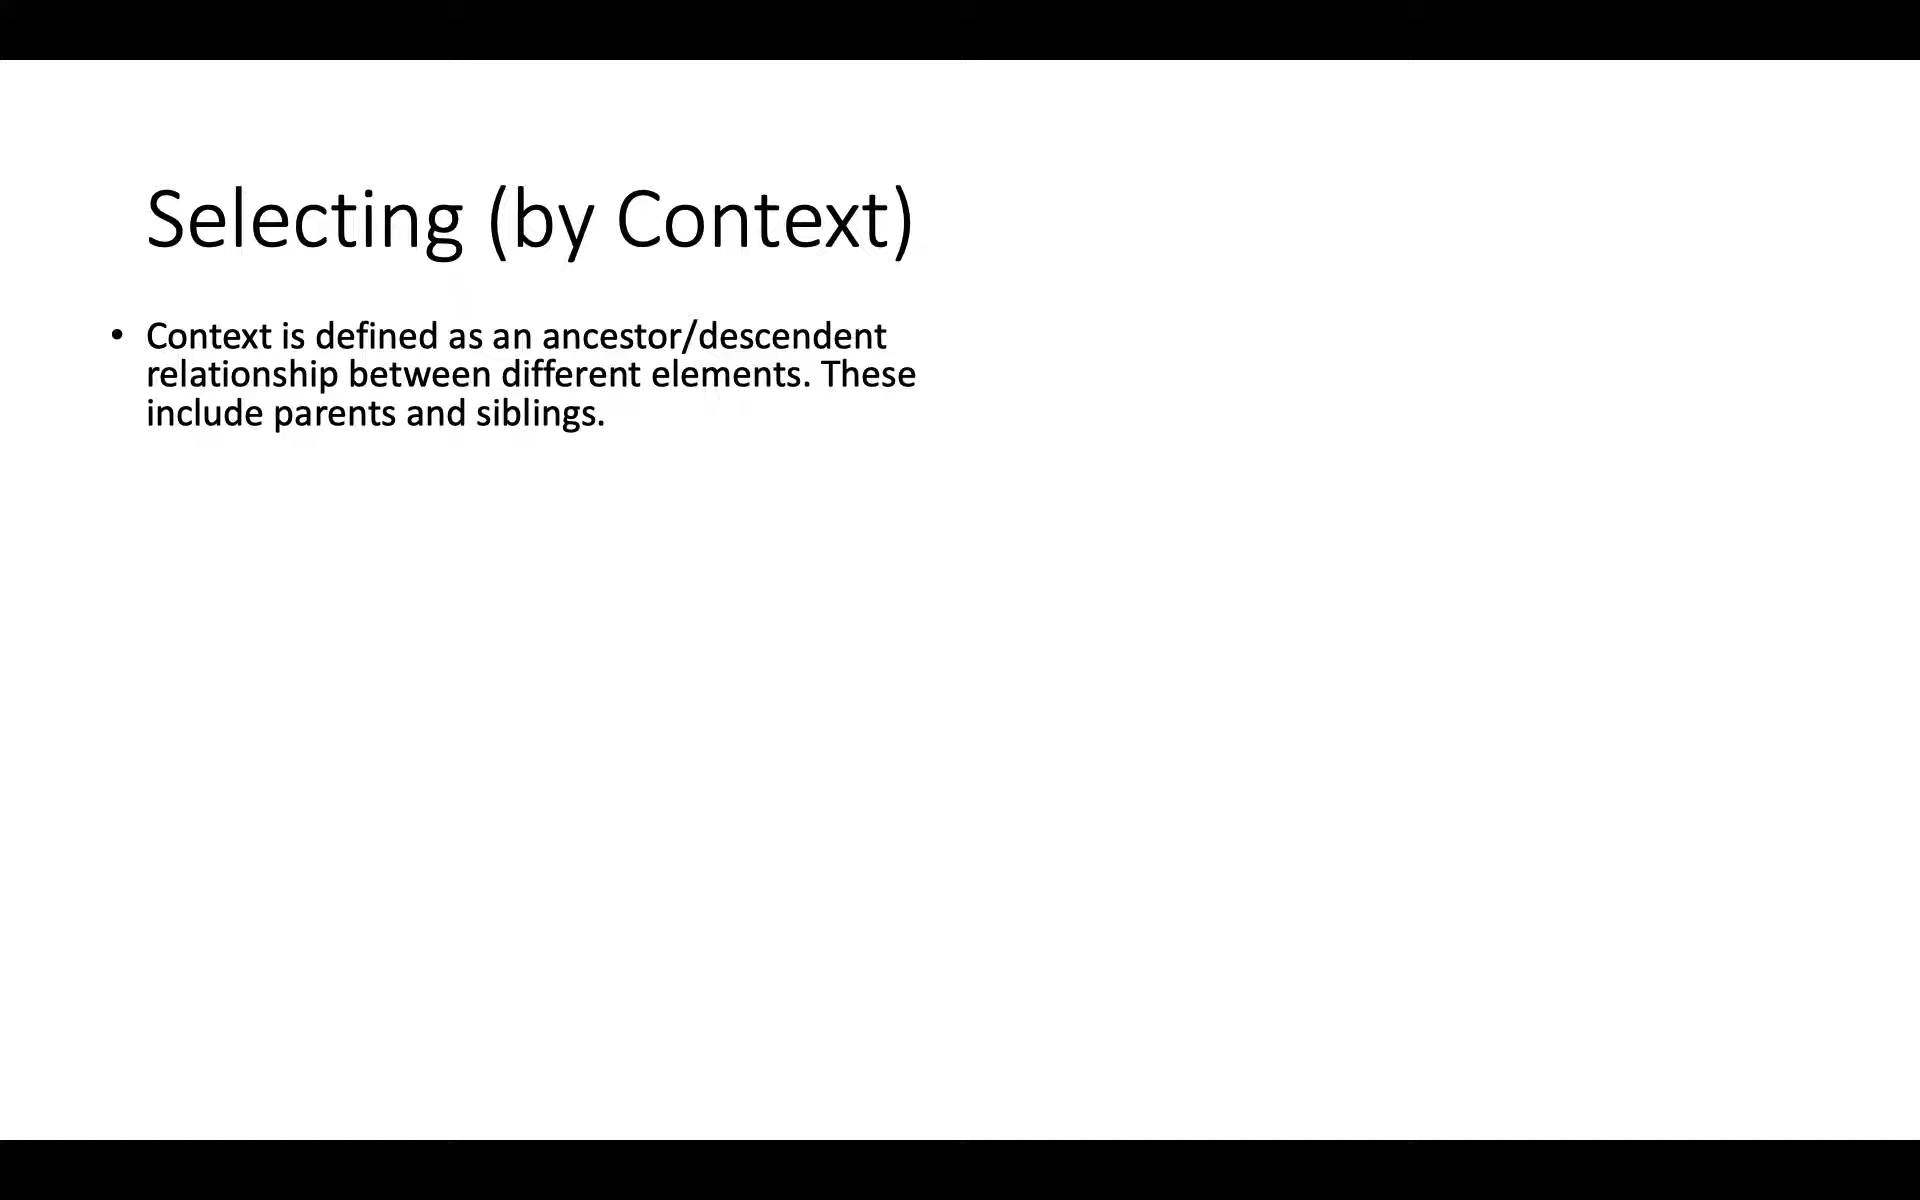 Selecting (by Context)
• Context is defined as an ancestor/descendent
relationship between different elements. These
include parents and siblings.